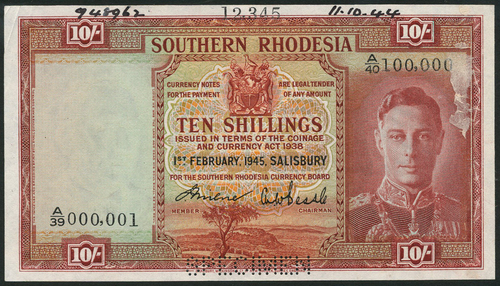 948962 12,345 11-10-44
10/- SOUTHERN RHODESIA 10/-
A/40 100,000
CURRENCY NOTES ARE LEGAL TENDER
FOR THE PAYMENT OF ANY AMOUNT
TEN SHILLINGS
ISSUED IN TERMS OF THE COINAGE
AND CURRENCY ACT 1938
1ST FEBRUARY, 1945, SALISBURY
FOR THE SOUTHERN RHODESIA CURRENCY BOARD
A/39 000,001
MEMBER CHAIRMAN
10/- SPECIMEN 10/-